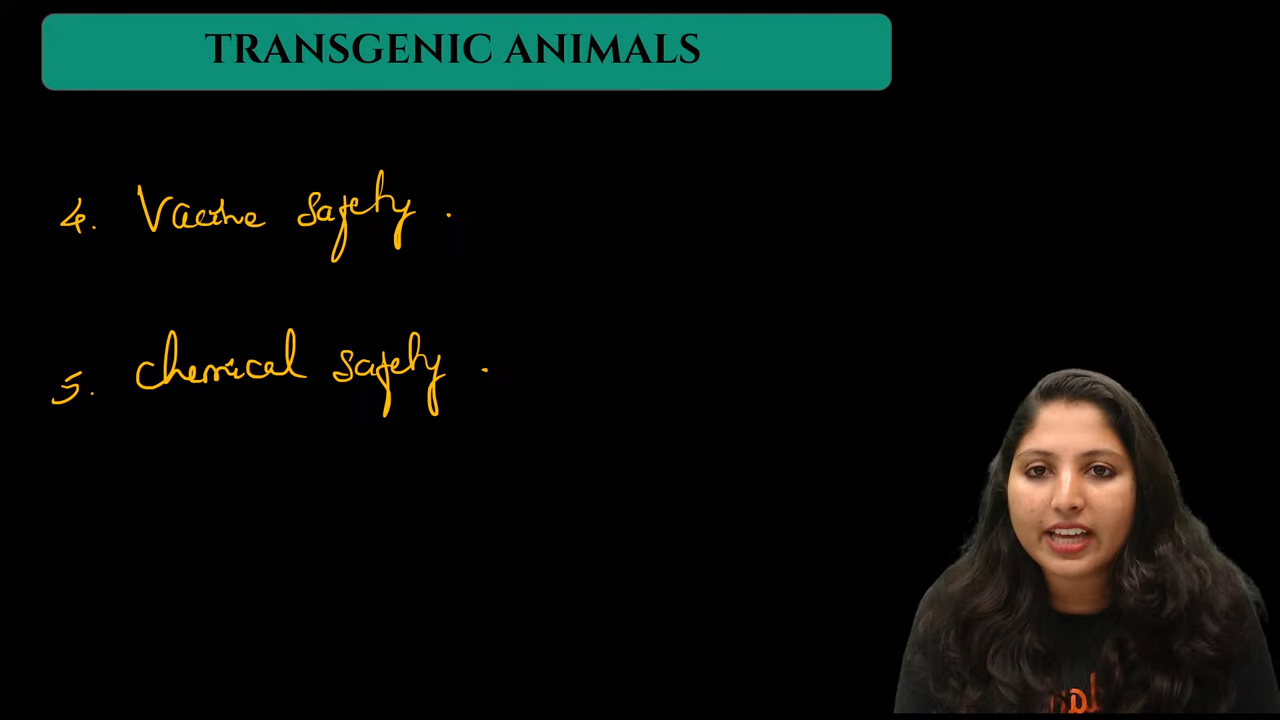 TRANSGENIC ANIMALS
4. Vaccine safety.
5. chemical safety.